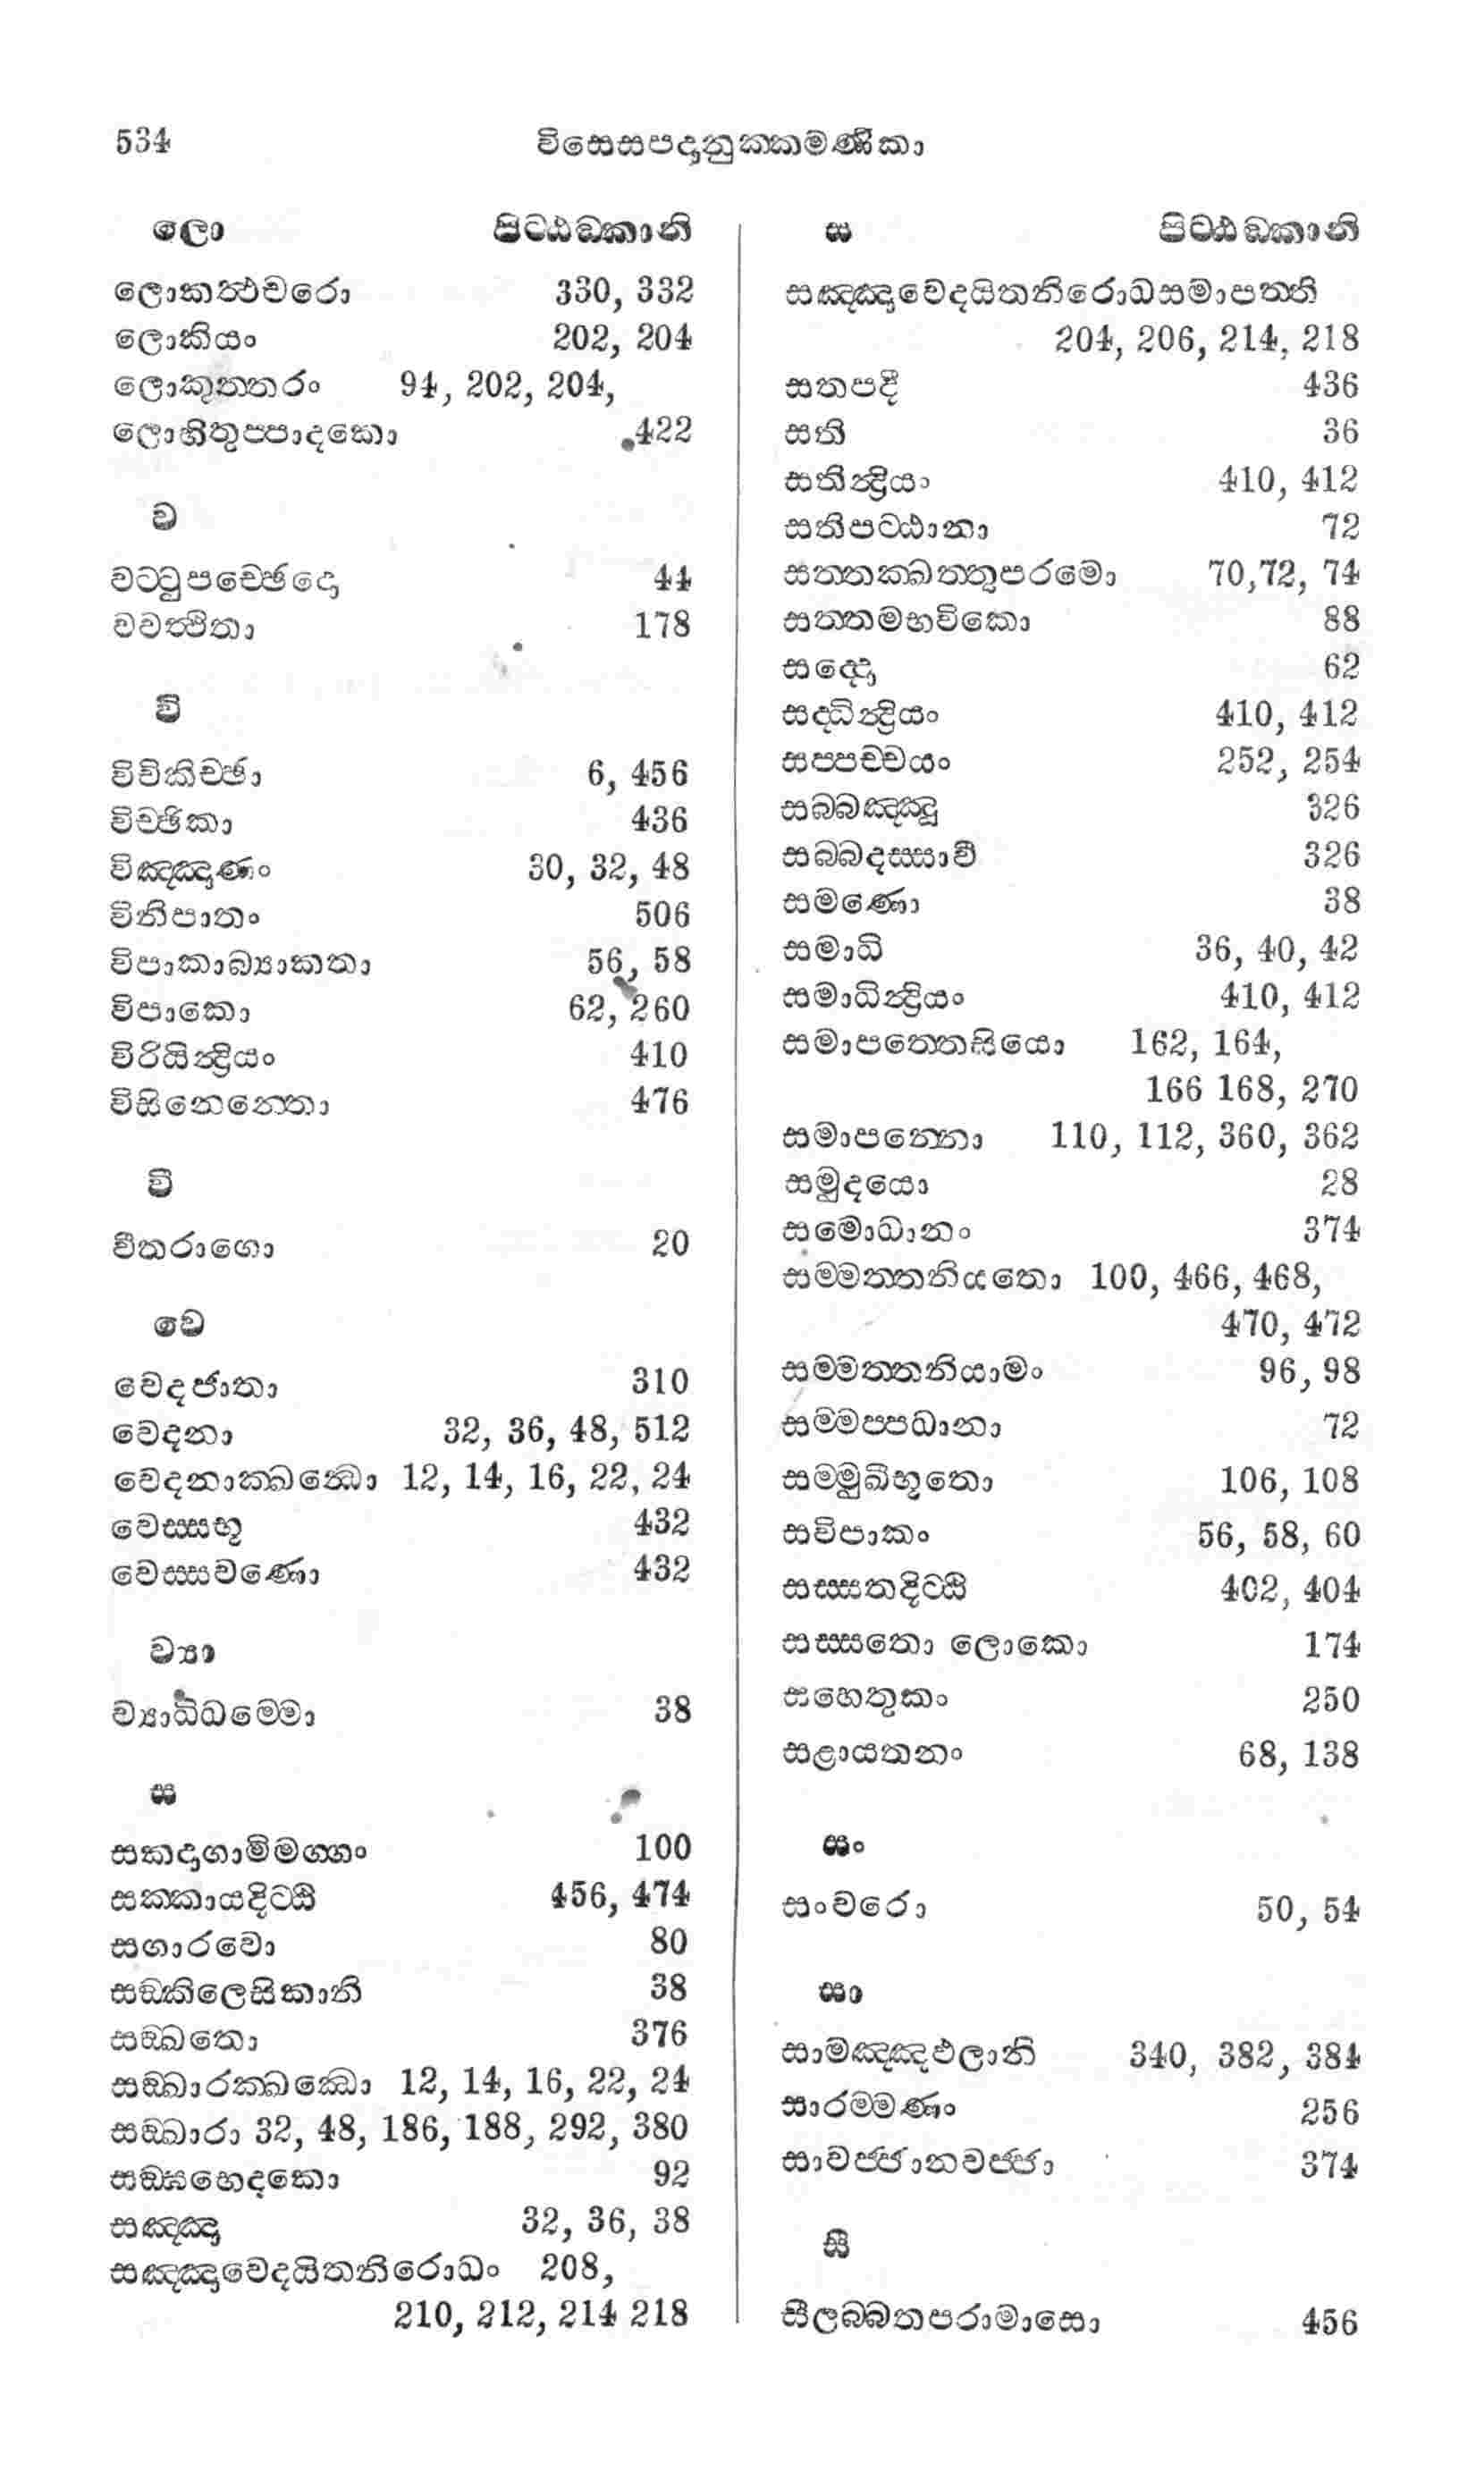 534 විසෙසපදානුක්කමණිකා
ලො පිට්ඨඞ්කානි
ලොකත්ථචරො 330, 332
ලොකියං 202, 204
ලොකුත්තරං 94, 202, 204,
ලොහිතුප්පාදකො 422
ව
වට්ටුපච්ඡේදො 44
වවත්ථිතා 178
වි
විචිකිච්ඡා 6, 456
විච්ඡිකා 436
විඤ්ඤාණං 30, 32, 48
විනිපාතං 506
විපාකාබ්‍යාකතා 56, 58
විපාකො 62, 260
විරියින්ද්‍රියං 410
විසිනෙන්තො 476
වී
වීතරාගො 20
වෙ
වෙදජාතා 310
වෙදනා 32, 36, 48, 512
වෙදනාක්ඛන්ධො 12, 14, 16, 22, 24
වෙස්සභූ 432
වෙස්සවණො 432
ව්‍යා
ව්‍යාධිධම්මො 38
ස
සකදාගාමිමග්ගං 100
සක්කායදිට්ඨි 456, 474
සගාරවො 80
සඞ්කිලෙසිකානි 38
සඞ්ඛතො 376
සඞ්ඛාරක්ඛන්ධො 12, 14, 16, 22, 24
සඞ්ඛාරා 32, 48, 186, 188, 292, 380
සඞ්ඝභෙදකො 92
සඤ්ඤා 32, 36, 38
සඤ්ඤාවෙදයිතනිරොධං 208,
210, 212, 214 218
ස පිට්ඨඞ්කානි
සඤ්ඤාවෙදයිතනිරොධසමාපත්ති
204, 206, 214, 218
සතපදී 436
සති 36
සතින්ද්‍රියා 410, 412
සතිපට්ඨානා 72
සත්තක්ඛත්තුපරමො 70,72, 74
සත්තමභවිකො 88
සද්දො 62
සද්ධින්ද්‍රියං 410, 412
සප්පච්චයං 252, 254
සබ්බඤ්ඤූ 326
සබ්බදස්සාවී 326
සමණො 38
සමාධි 36, 40, 42
සමාධින්ද්‍රියං 410, 412
සමාපත්තෙසියො 162, 164,
166 168, 270
සමාපන්නො 110, 112, 360, 362
සමුදයො 28
සමොධානං 374
සම්මත්තනියතො 100, 466, 468,
470, 472
සම්මත්තනියාමං 96, 98
සම්මප්පධානා 72
සම්මුඛීභූතො 106, 108
සවිපාකං 56, 58, 60
සස්සතදිට්ඨි 402, 404
සස්සතො ලොකො 174
සහෙතුකං 250
සළායතනං 68, 138
සං
සංවරො 50, 54
සා
සාමඤ්ඤඵලානි 340, 382, 384
සාරම්මණං 256
සාවජ්ජානවජ්ජා 374
සී
සීලබ්බතපරාමාසො 456